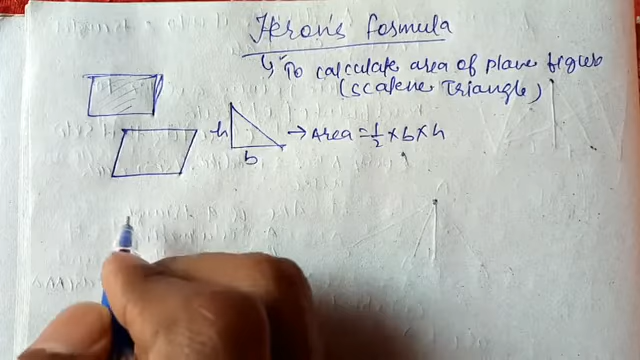 Heron's formula
↳ To calculate area of plane figures
(scalene Triangle)
h
→ Area = 1/2 × b × h
b